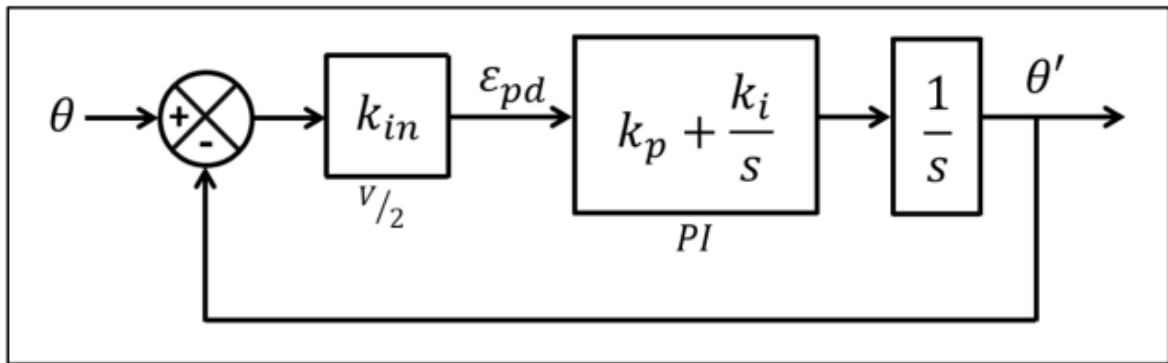 θ
+
-
k_in
V/2
ε_pd
k_p + k_i/s
PI
1/s
θ′